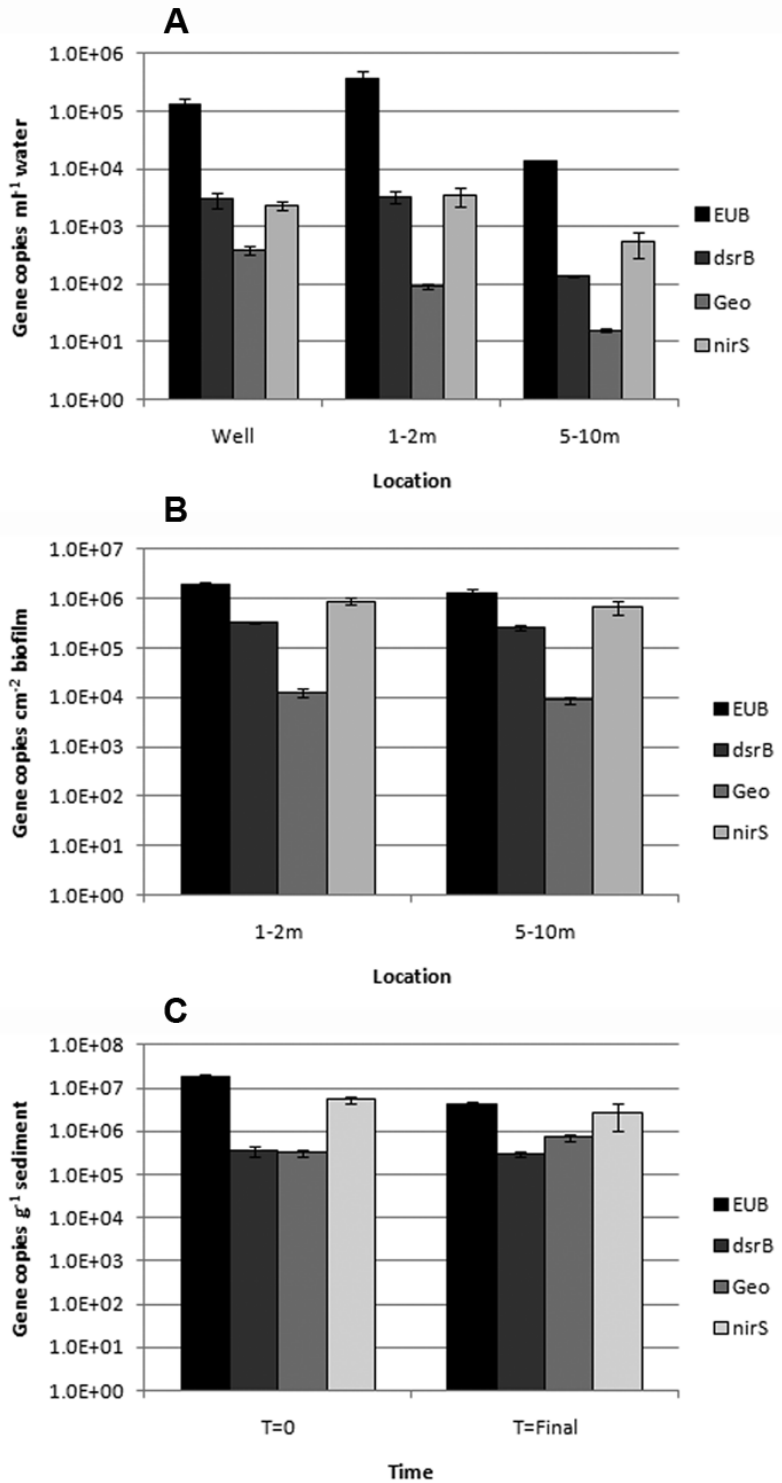 A
1.0E+06
1.0E+05
1.0E+04
1.0E+03
1.0E+02
1.0E+01
1.0E+00
Gene copies ml-1 water
Well 1-2m 5-10m
Location
EUB
dsrB
Geo
nirS
B
1.0E+07
1.0E+06
1.0E+05
1.0E+04
1.0E+03
1.0E+02
1.0E+01
1.0E+00
Gene copies cm-2 biofilm
1-2m 5-10m
Location
EUB
dsrB
Geo
nirS
C
1.0E+08
1.0E+07
1.0E+06
1.0E+05
1.0E+04
1.0E+03
1.0E+02
1.0E+01
1.0E+00
Gene copies g-1 sediment
T=0 T=Final
Time
EUB
dsrB
Geo
nirS